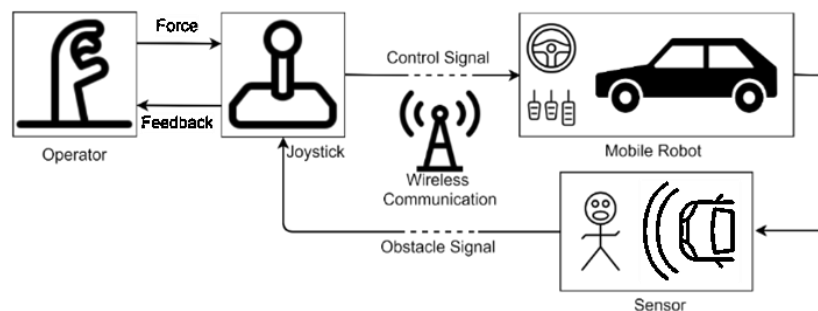 Force
Feedback
Operator
Joystick
Control Signal
Wireless
Communication
Obstacle Signal
Mobile Robot
Sensor